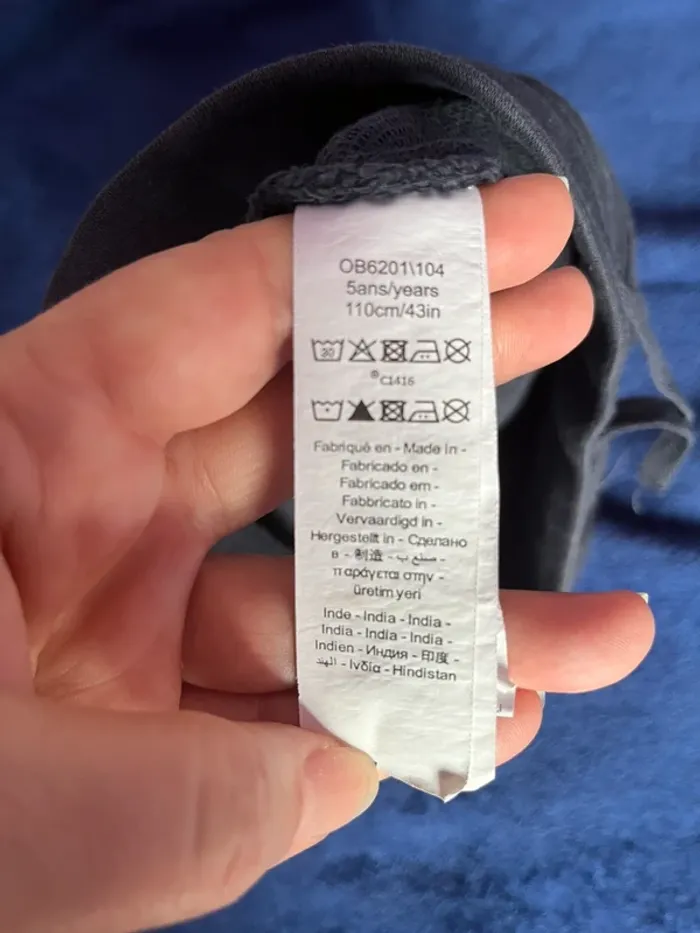 OB6201\104
5ans/years
110cm/43in
30
®C1416
Fabriqué en - Made in -
Fabricado en -
Fabricado em -
Fabbricato in -
Vervaardigd in -
Hergestellt in - Сделано
в - 制造 - صنع ب -
παράγεται στην -
üretim yeri
Inde - India - India -
India - India - India -
Indien - Индия - 印度 -
الهند - Ινδία - Hindistan